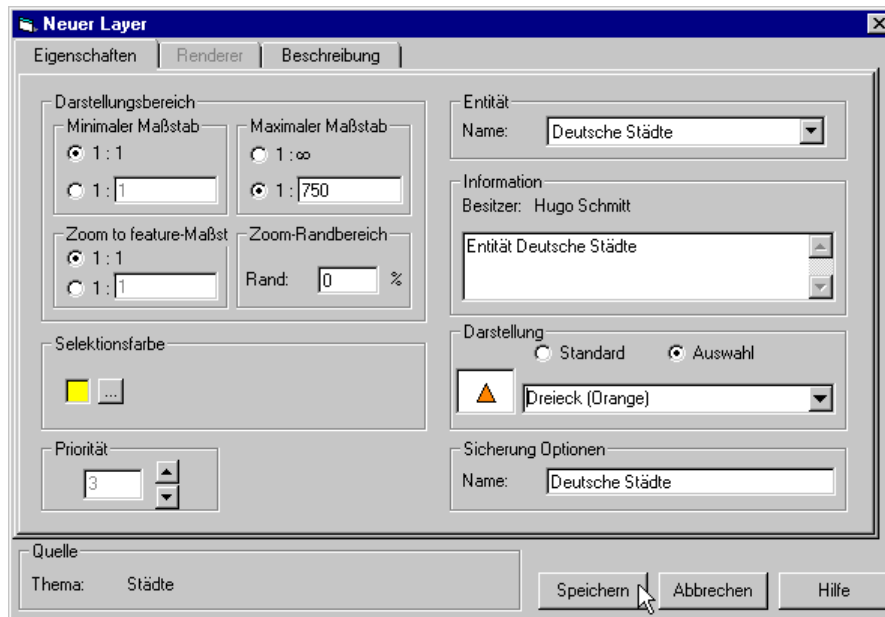 Neuer Layer
Eigenschaften Renderer Beschreibung
Darstellungsbereich
Minimaler Maßstab
1 : 1
1 : 1
Maximaler Maßstab
1 : ∞
1 : 750
Zoom to feature-Maßst
1 : 1
1 : 1
Zoom-Randbereich
Rand: 0 %
Selektionsfarbe
...
Priorität
3
Entität
Name: Deutsche Städte
Information
Besitzer: Hugo Schmitt
Entität Deutsche Städte
Darstellung
Standard Auswahl
Dreieck (Orange)
Sicherung Optionen
Name: Deutsche Städte
Quelle
Thema: Städte
Speichern Abbrechen Hilfe